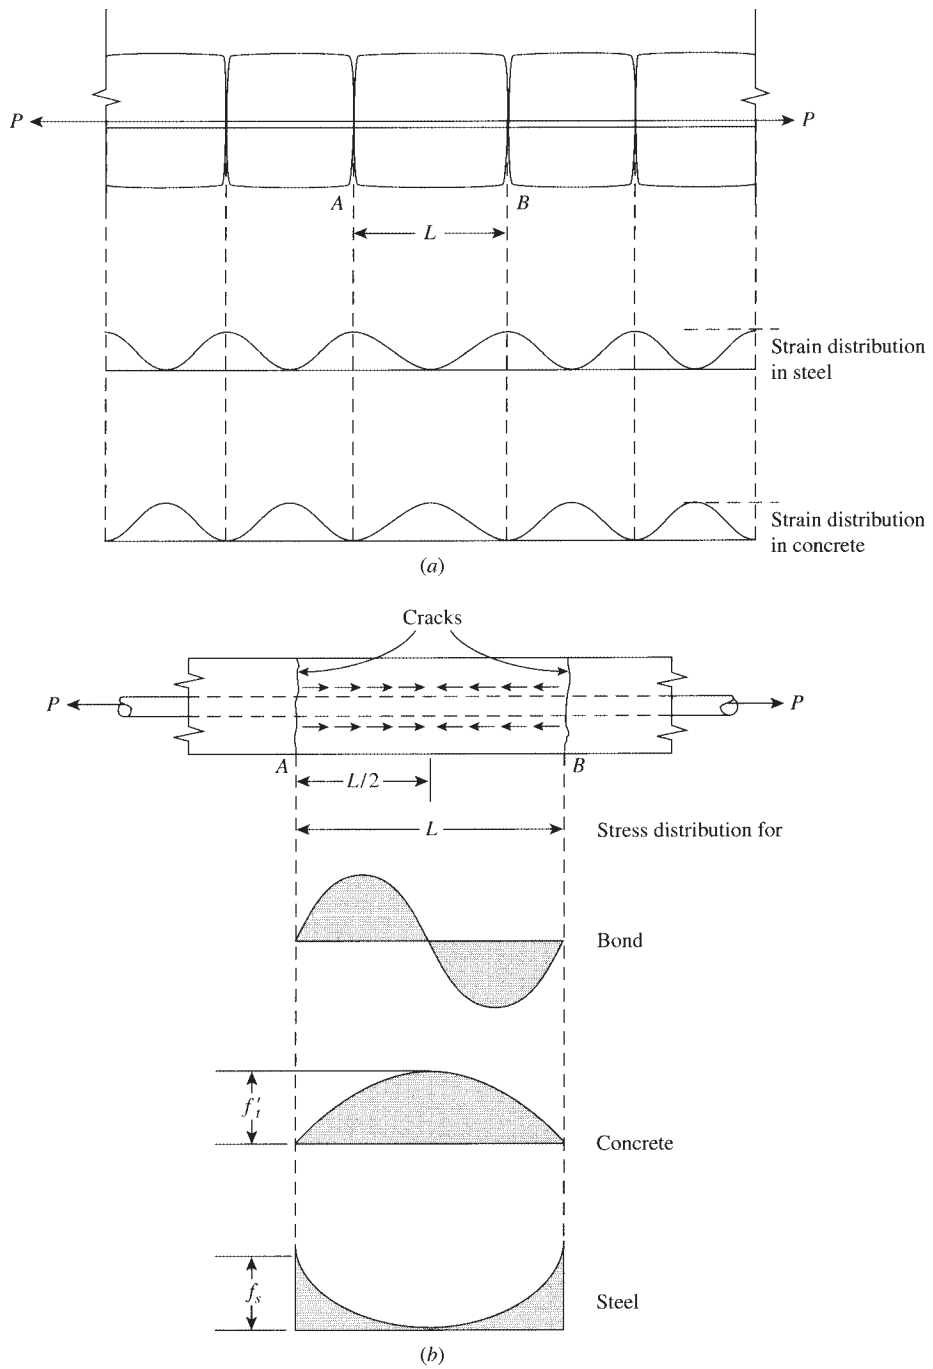 P
P
A
B
L
Strain distribution
in steel
Strain distribution
in concrete
(a)
Cracks
P
P
A
B
L/2
L
Stress distribution for
Bond
f't
Concrete
fs
Steel
(b)